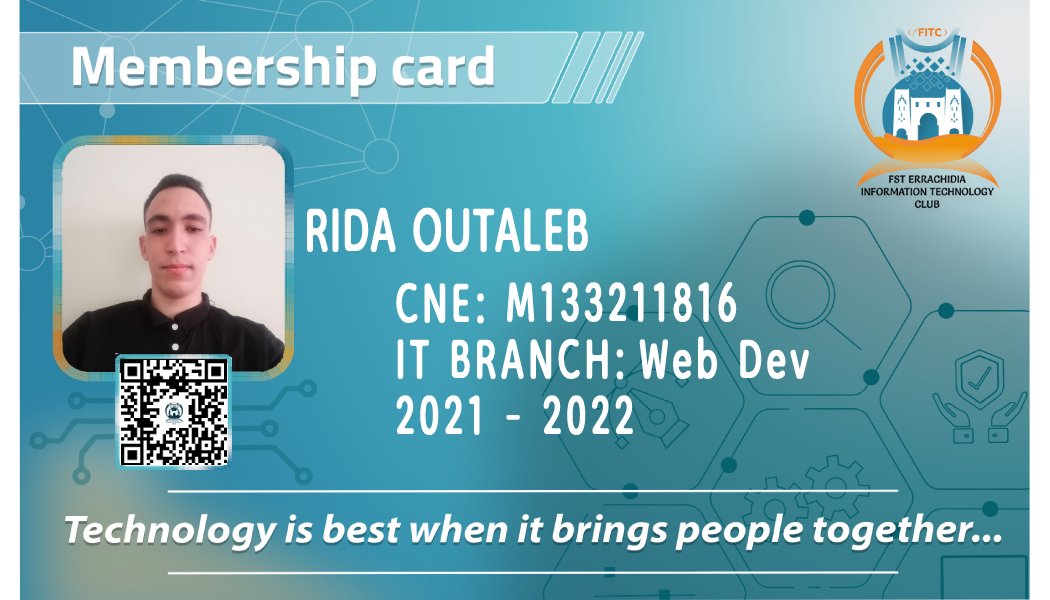 Membership card
</FITC>
FST ERRACHIDIA
INFORMATION TECHNOLOGY
CLUB
RIDA OUTALEB
CNE: M133211816
IT BRANCH: Web Dev
2021 - 2022
Technology is best when it brings people together...